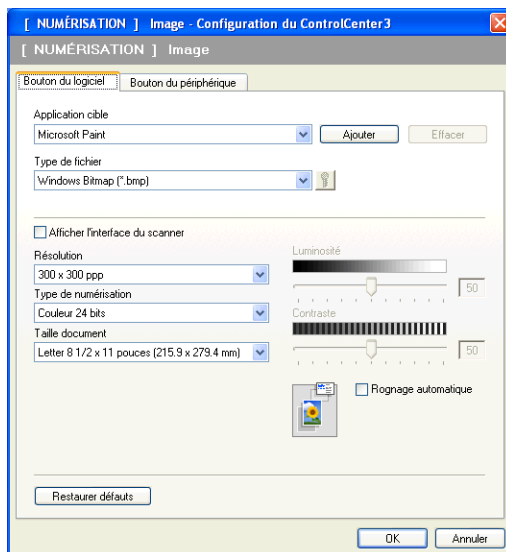 [ NUMÉRISATION ] Image - Configuration du ControlCenter3
[ NUMÉRISATION ] Image
Bouton du logiciel Bouton du périphérique
Application cible
Microsoft Paint Ajouter Effacer
Type de fichier
Windows Bitmap (*.bmp)
Afficher l'interface du scanner
Résolution Luminosité
300 x 300 ppp 50
Type de numérisation
Couleur 24 bits Contraste
Taille document
Letter 8 1/2 x 11 pouces (215.9 x 279.4 mm) 50
Rognage automatique
Restaurer défauts
OK Annuler